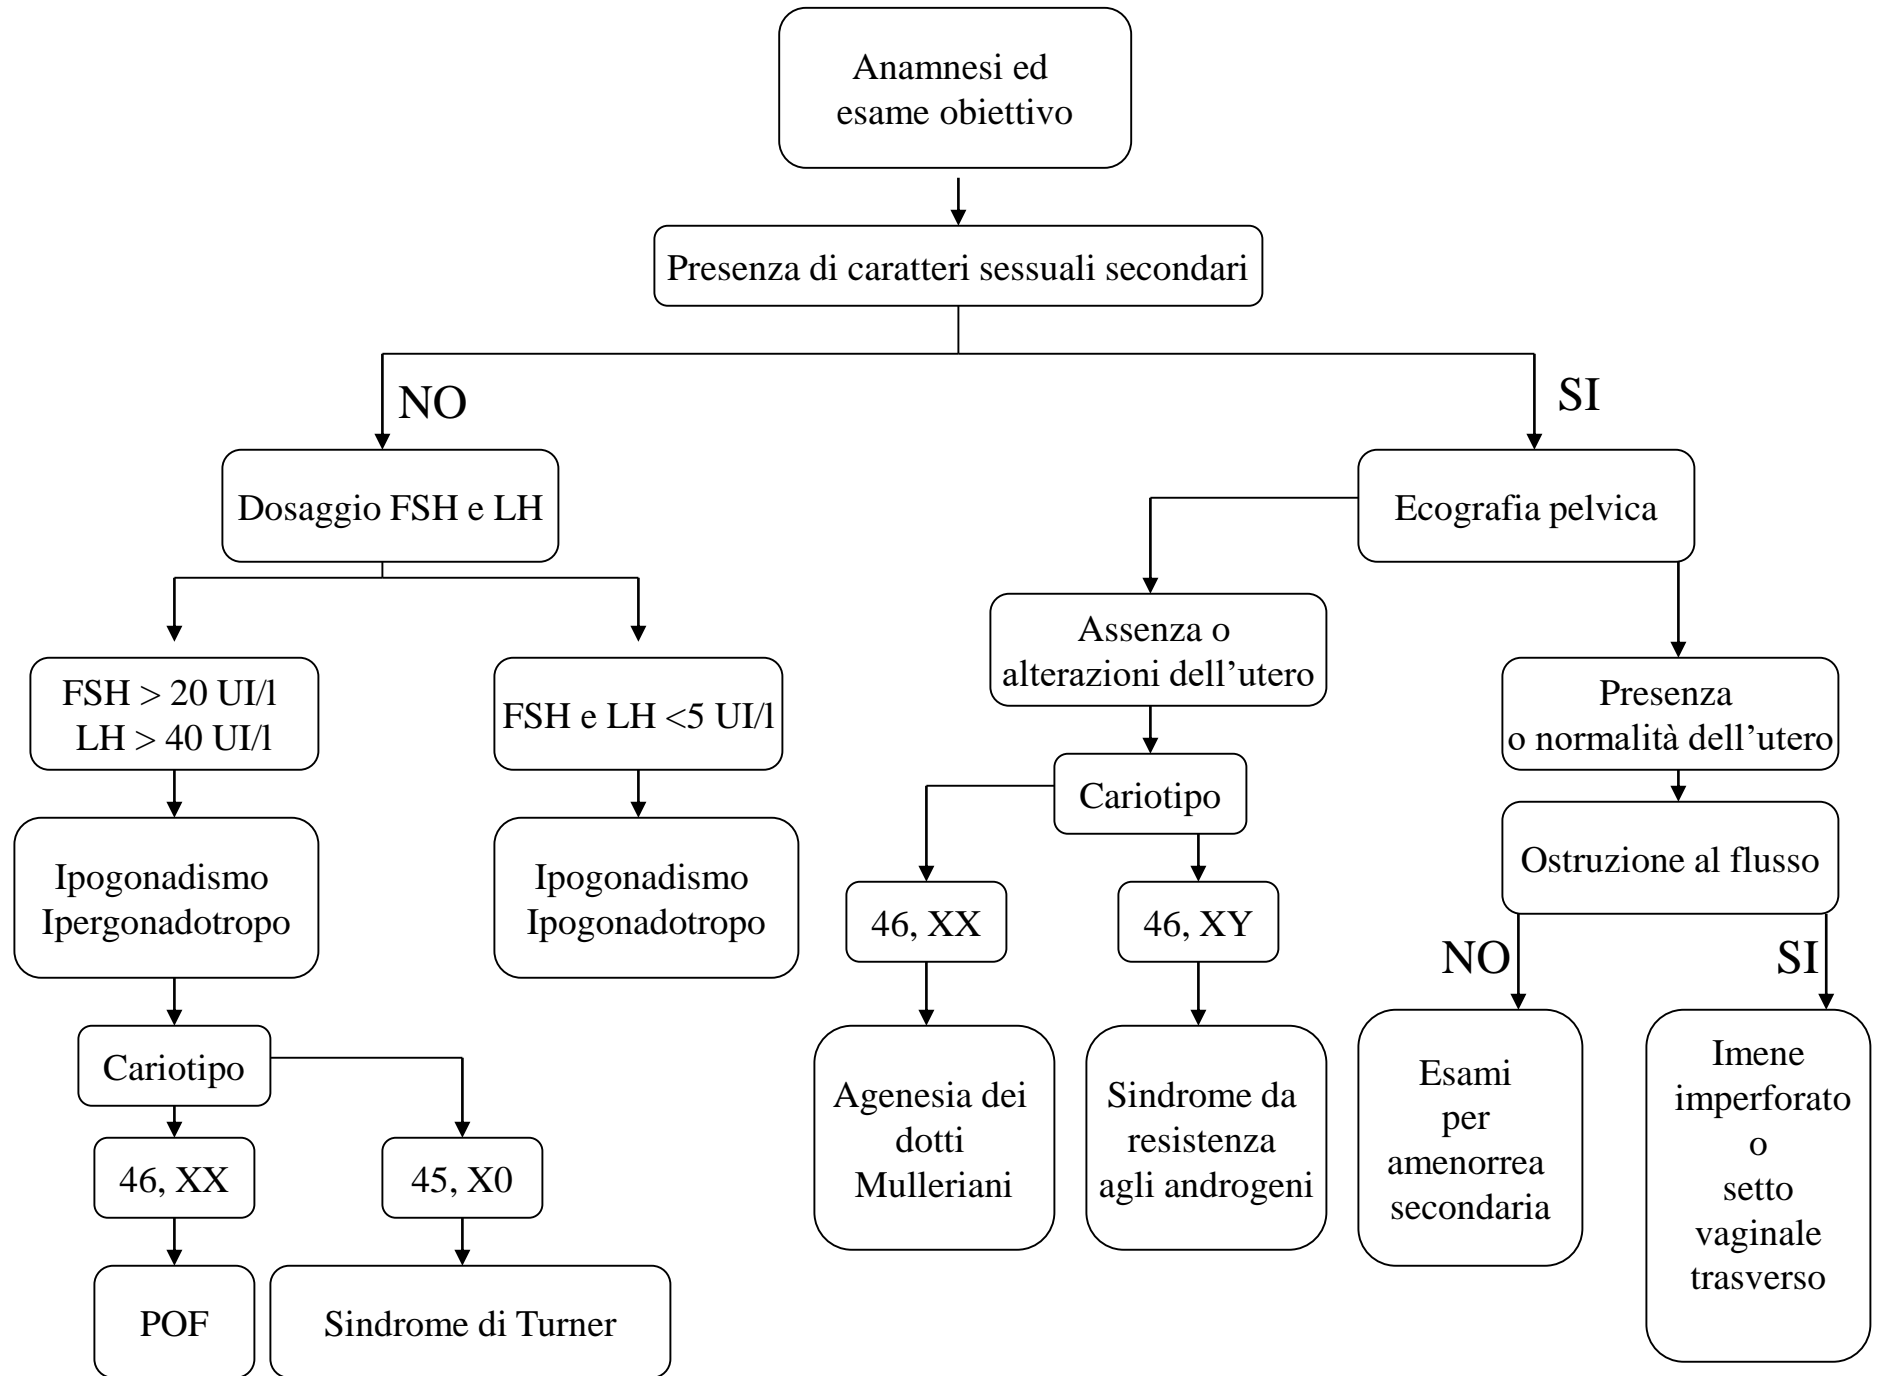 Anamnesi ed
esame obiettivo
Presenza di caratteri sessuali secondari
NO
SI
Dosaggio FSH e LH
Ecografia pelvica
FSH > 20 UI/l
LH > 40 UI/l
FSH e LH <5 UI/l
Assenza o
alterazioni dell’utero
Presenza
o normalità dell’utero
Ipogonadismo
Ipergonadotropo
Ipogonadismo
Ipogonadotropo
Cariotipo
Ostruzione al flusso
46, XX
46, XY
NO
SI
Cariotipo
46, XX
45, X0
POF
Sindrome di Turner
Agenesia dei
dotti
Mulleriani
Sindrome da
resistenza
agli androgeni
Esami
per
amenorrea
secondaria
Imene
imperforato
o
setto
vaginale
trasverso